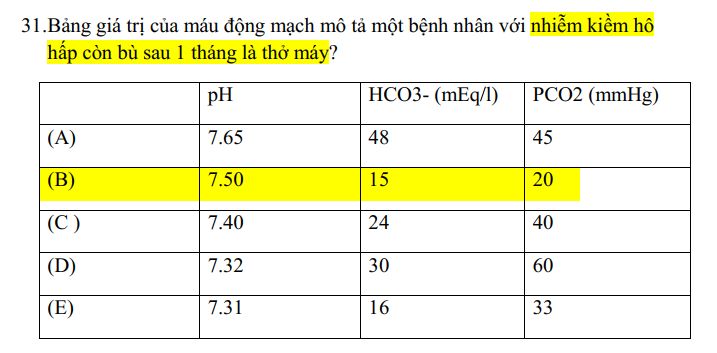 31.Bảng giá trị của máu động mạch mô tả một bệnh nhân với nhiễm kiềm hô
hấp còn bù sau 1 tháng là thở máy?
pH HCO3- (mEq/l) PCO2 (mmHg)
(A) 7.65 48 45
(B) 7.50 15 20
(C ) 7.40 24 40
(D) 7.32 30 60
(E) 7.31 16 33